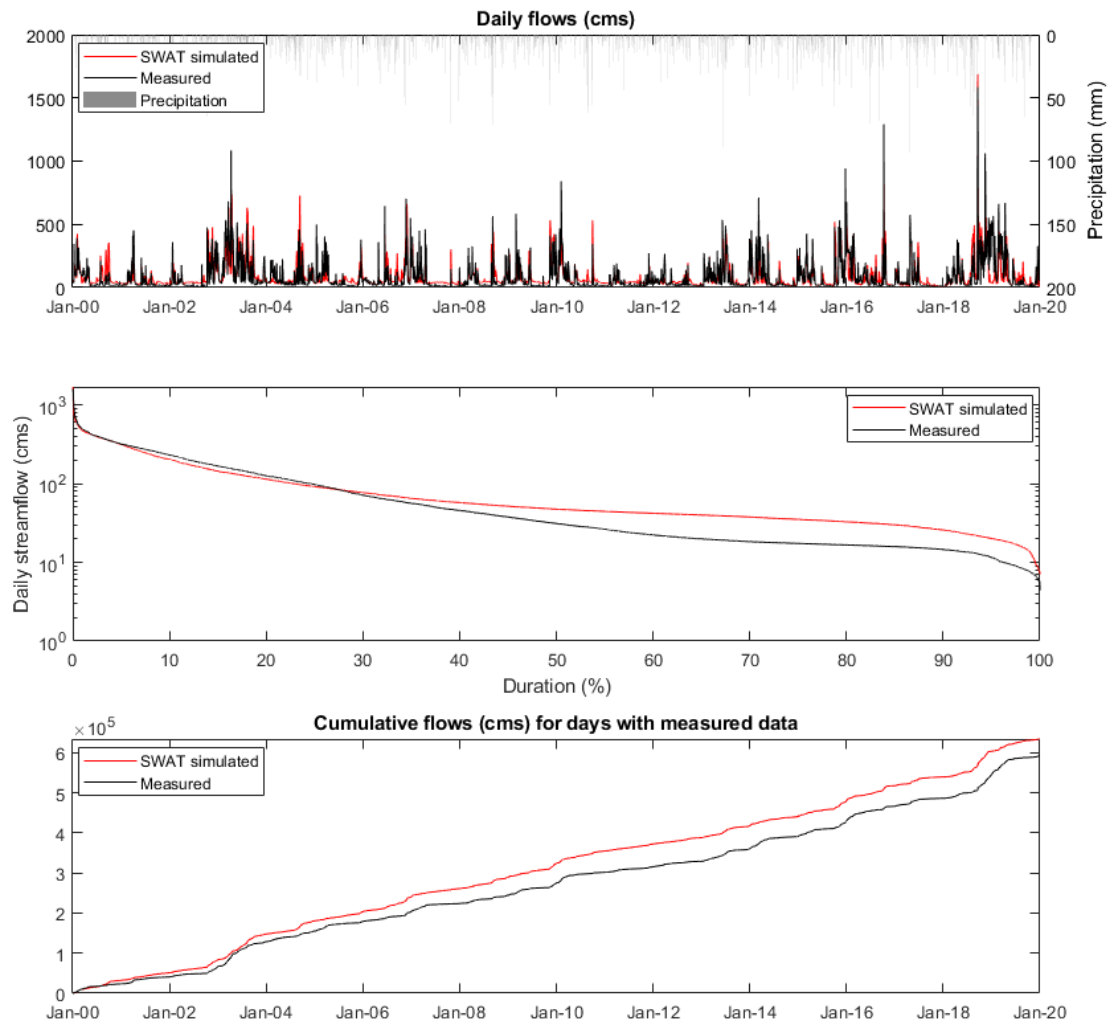 Daily flows (cms)
2000
1500
1000
500
0
SWAT simulated
Measured
Precipitation
0
50
100
150
200
Precipitation (mm)
Jan-00 Jan-02 Jan-04 Jan-06 Jan-08 Jan-10 Jan-12 Jan-14 Jan-16 Jan-18 Jan-20
Daily streamflow (cms)
10³
10²
10¹
10⁰
SWAT simulated
Measured
0 10 20 30 40 50 60 70 80 90 100
Duration (%)
Cumulative flows (cms) for days with measured data
× 10⁵
6
5
4
3
2
1
0
SWAT simulated
Measured
Jan-00 Jan-02 Jan-04 Jan-06 Jan-08 Jan-10 Jan-12 Jan-14 Jan-16 Jan-18 Jan-20